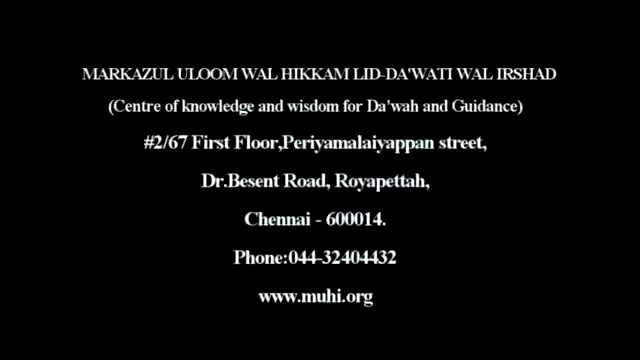 MARKAZUL ULOOM WAL HIKKAM LID-DA'WATI WAL IRSHAD
(Centre of knowledge and wisdom for Da'wah and Guidance)
#2/67 First Floor,Periyamalaiyappan street,
Dr.Besent Road, Royapettah,
Chennai - 600014.
Phone:044-32404432
www.muhi.org